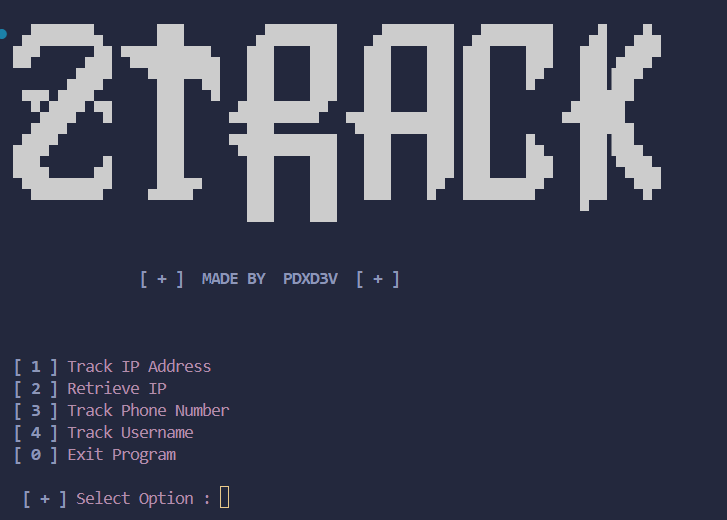 ZTRACK
[ + ] MADE BY PDXD3V [ + ]
[ 1 ] Track IP Address
[ 2 ] Retrieve IP
[ 3 ] Track Phone Number
[ 4 ] Track Username
[ 0 ] Exit Program
[ + ] Select Option :